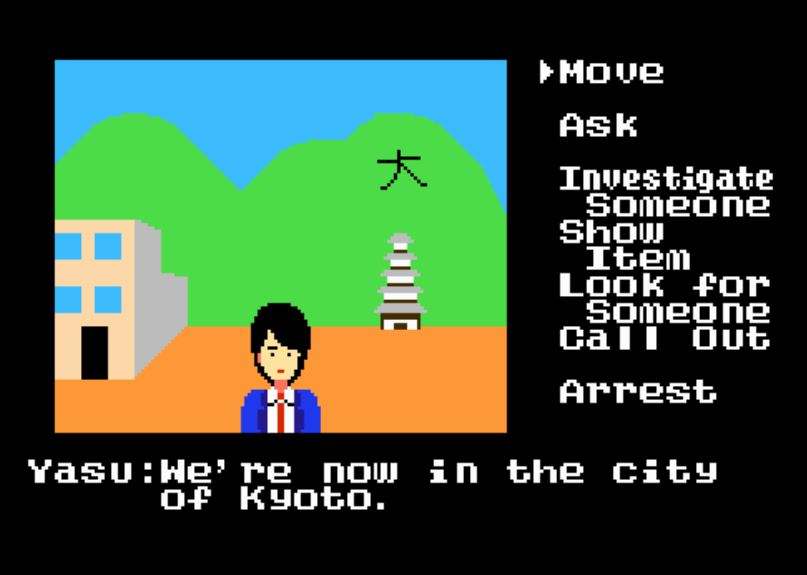 大
▸Move
Ask
Investigate
Someone
Show
Item
Look for
Someone
Call Out
Arrest
Yasu:We're now in the city
of Kyoto.